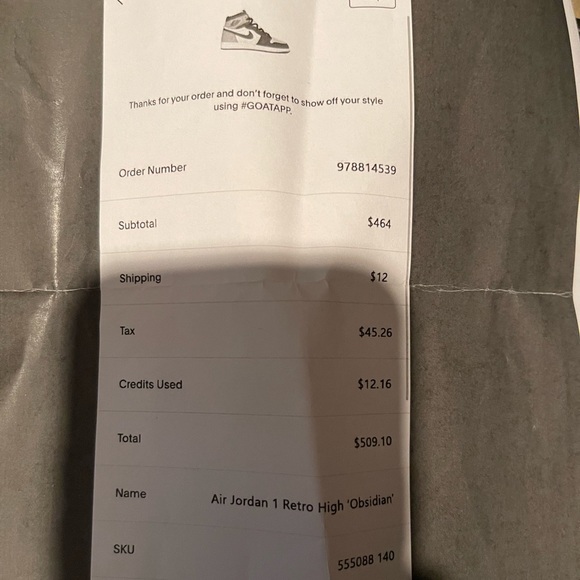 Thanks for your order and don't forget to show off your style
using #GOATAPP.
Order Number 978814539
Subtotal $464
Shipping $12
Tax $45.26
Credits Used $12.16
Total $509.10
Name Air Jordan 1 Retro High 'Obsidian'
SKU 555088 140